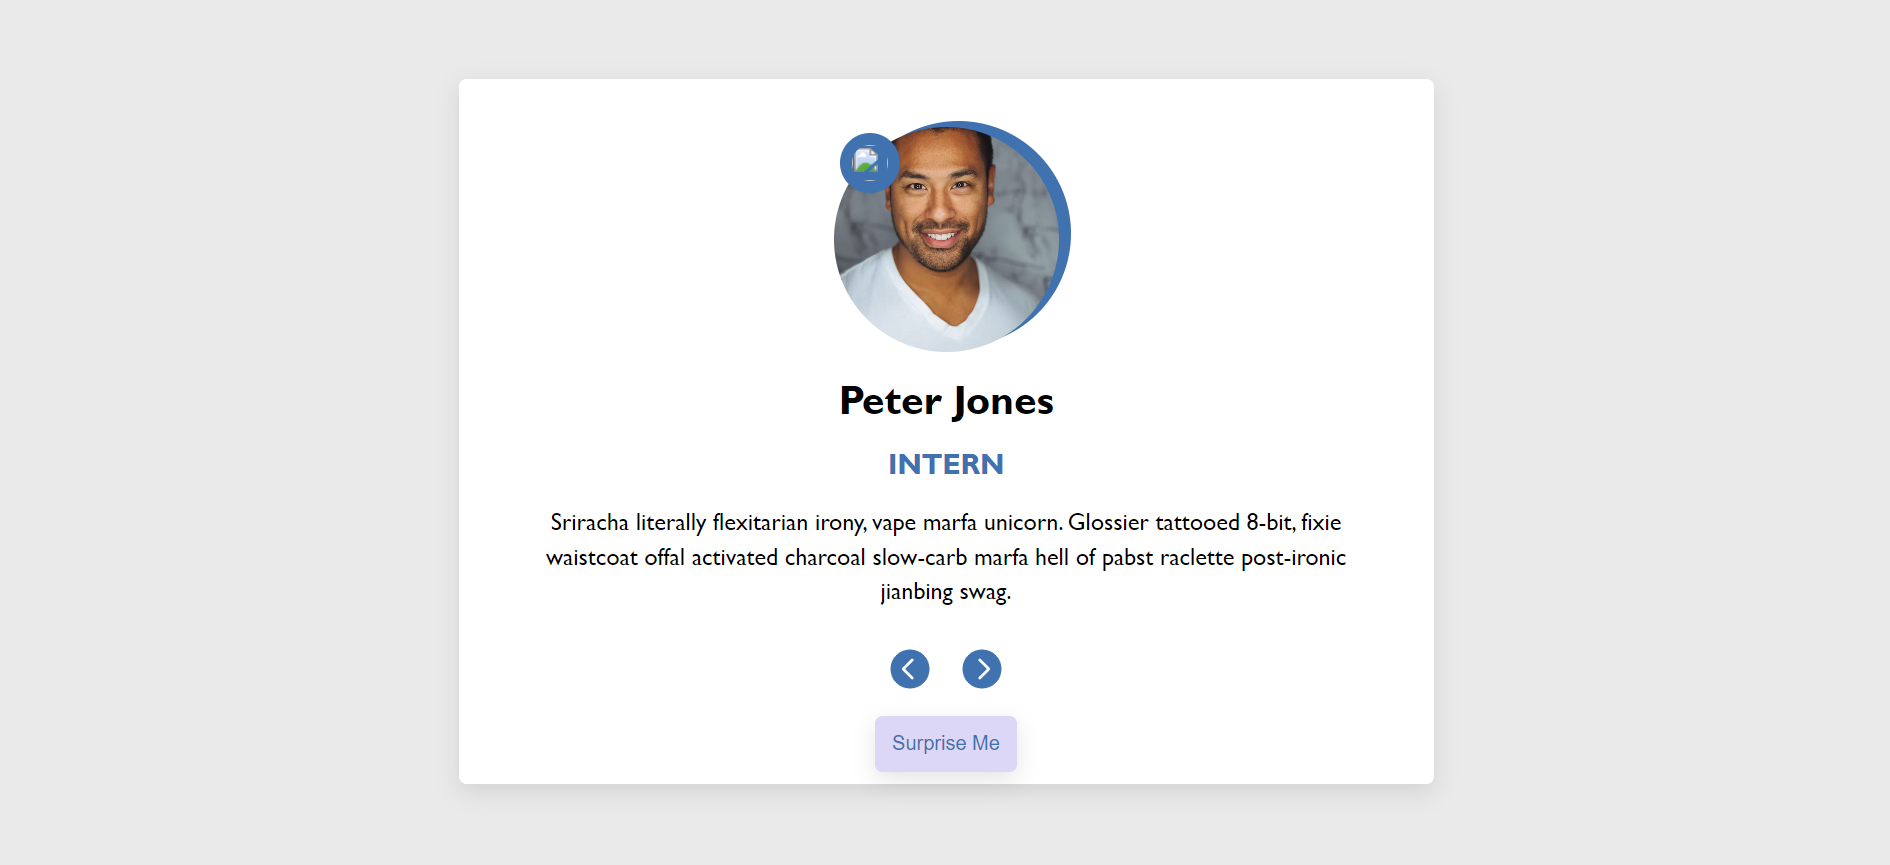 Peter Jones
INTERN
Sriracha literally flexitarian irony, vape marfa unicorn. Glossier tattooed 8-bit, fixie
waistcoat offal activated charcoal slow-carb marfa hell of pabst raclette post-ironic
jianbing swag.
Surprise Me